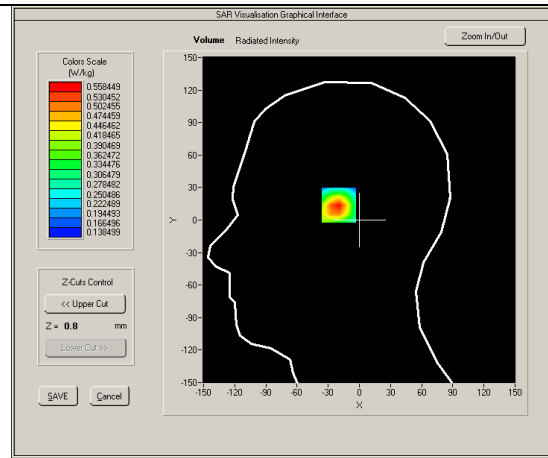 SAR Visualisation Graphical Interface
Volume Radiated Intensity
Zoom In/Out
Colors Scale
(W/kg)
0.558449
0.530452
0.502455
0.474459
0.446462
0.418465
0.390469
0.362472
0.334476
0.306479
0.278482
0.250486
0.222489
0.194493
0.166496
0.138499
Z-Cuts Control
<< Upper Cut
Z = 0.8 mm
Lower Cut >>
SAVE Cancel
150-
120-
90-
60-
30-
Y 0-
-30-
-60-
-90-
-120-
-150-
-150 -120 -90 -60 -30 0 30 60 90 120 150
X